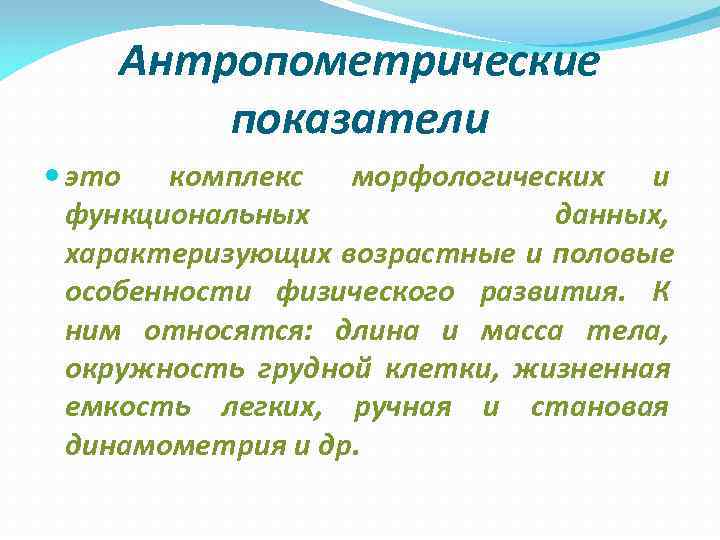 Антропометрические
показатели
это комплекс морфологических и
функциональных данных,
характеризующих возрастные и половые
особенности физического развития. К
ним относятся: длина и масса тела,
окружность грудной клетки, жизненная
емкость легких, ручная и становая
динамометрия и др.